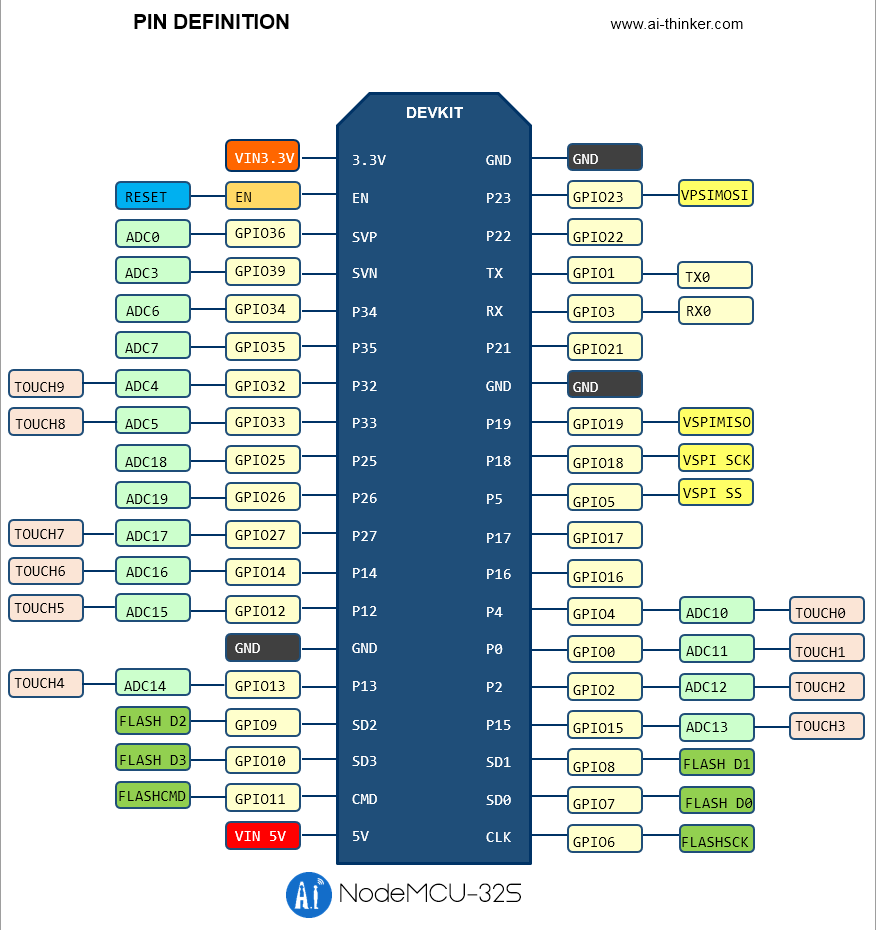 PIN DEFINITION www.ai-thinker.com
DEVKIT
VIN3.3V 3.3V GND GND
RESET EN EN P23 GPIO23 VPSIMOSI
ADC0 GPIO36 SVP P22 GPIO22
ADC3 GPIO39 SVN TX GPIO1 TX0
ADC6 GPIO34 P34 RX GPIO3 RX0
ADC7 GPIO35 P35 P21 GPIO21
TOUCH9 ADC4 GPIO32 P32 GND GND
TOUCH8 ADC5 GPIO33 P33 P19 GPIO19 VSPIMISO
ADC18 GPIO25 P25 P18 GPIO18 VSPI SCK
ADC19 GPIO26 P26 P5 GPIO5 VSPI SS
TOUCH7 ADC17 GPIO27 P27 P17 GPIO17
TOUCH6 ADC16 GPIO14 P14 P16 GPIO16
TOUCH5 ADC15 GPIO12 P12 P4 GPIO4 ADC10 TOUCH0
GND GND P0 GPIO0 ADC11 TOUCH1
TOUCH4 ADC14 GPIO13 P13 P2 GPIO2 ADC12 TOUCH2
FLASH D2 GPIO9 SD2 P15 GPIO15 ADC13 TOUCH3
FLASH D3 GPIO10 SD3 SD1 GPIO8 FLASH D1
FLASHCMD GPIO11 CMD SD0 GPIO7 FLASH D0
VIN 5V 5V CLK GPIO6 FLASHSCK
A.i NodeMCU-32S